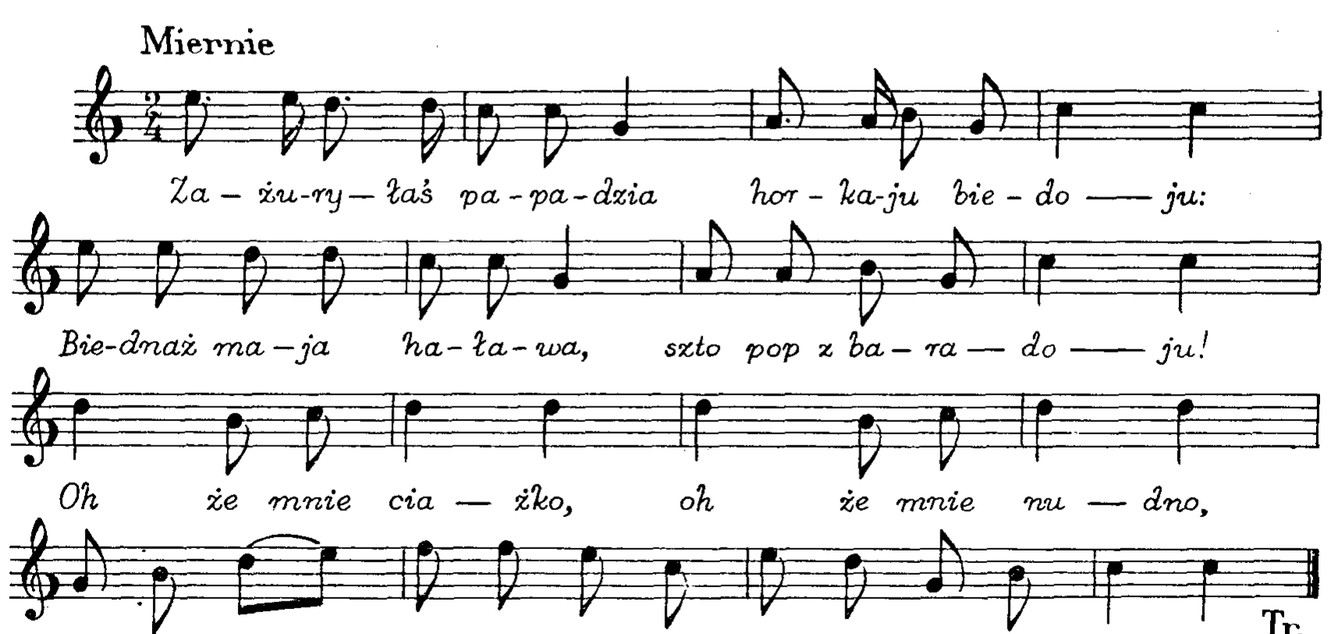 Miernie
2
4
Za – żu-ry – łaś pa – pa – dzia hor – ka-ju bie – do — ju:
Bie-dnaż ma – ja ha – ła – wa, szto pop z ba – ra — do — ju!
Oh że mnie cia — żko, oh że mnie nu — dno,
Tr.